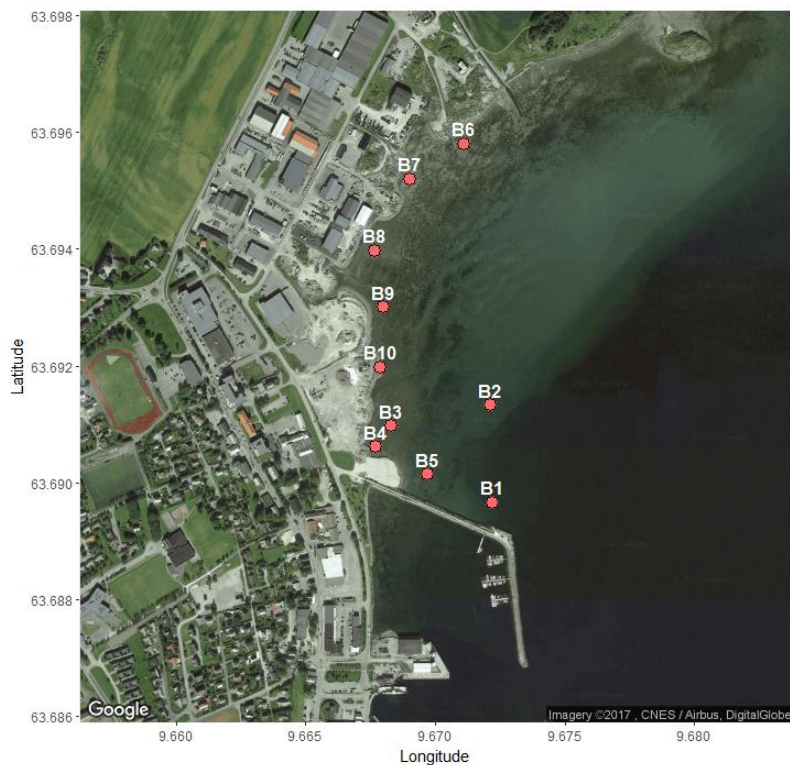 63.698
63.696
B6
B7
63.694
B8
B9
63.692
B10
B2
B3
B4
63.690
B5
B1
63.688
63.686
Google
Imagery ©2017 , CNES / Airbus, DigitalGlobe
9.660
9.665
9.670
9.675
9.680
Latitude
Longitude